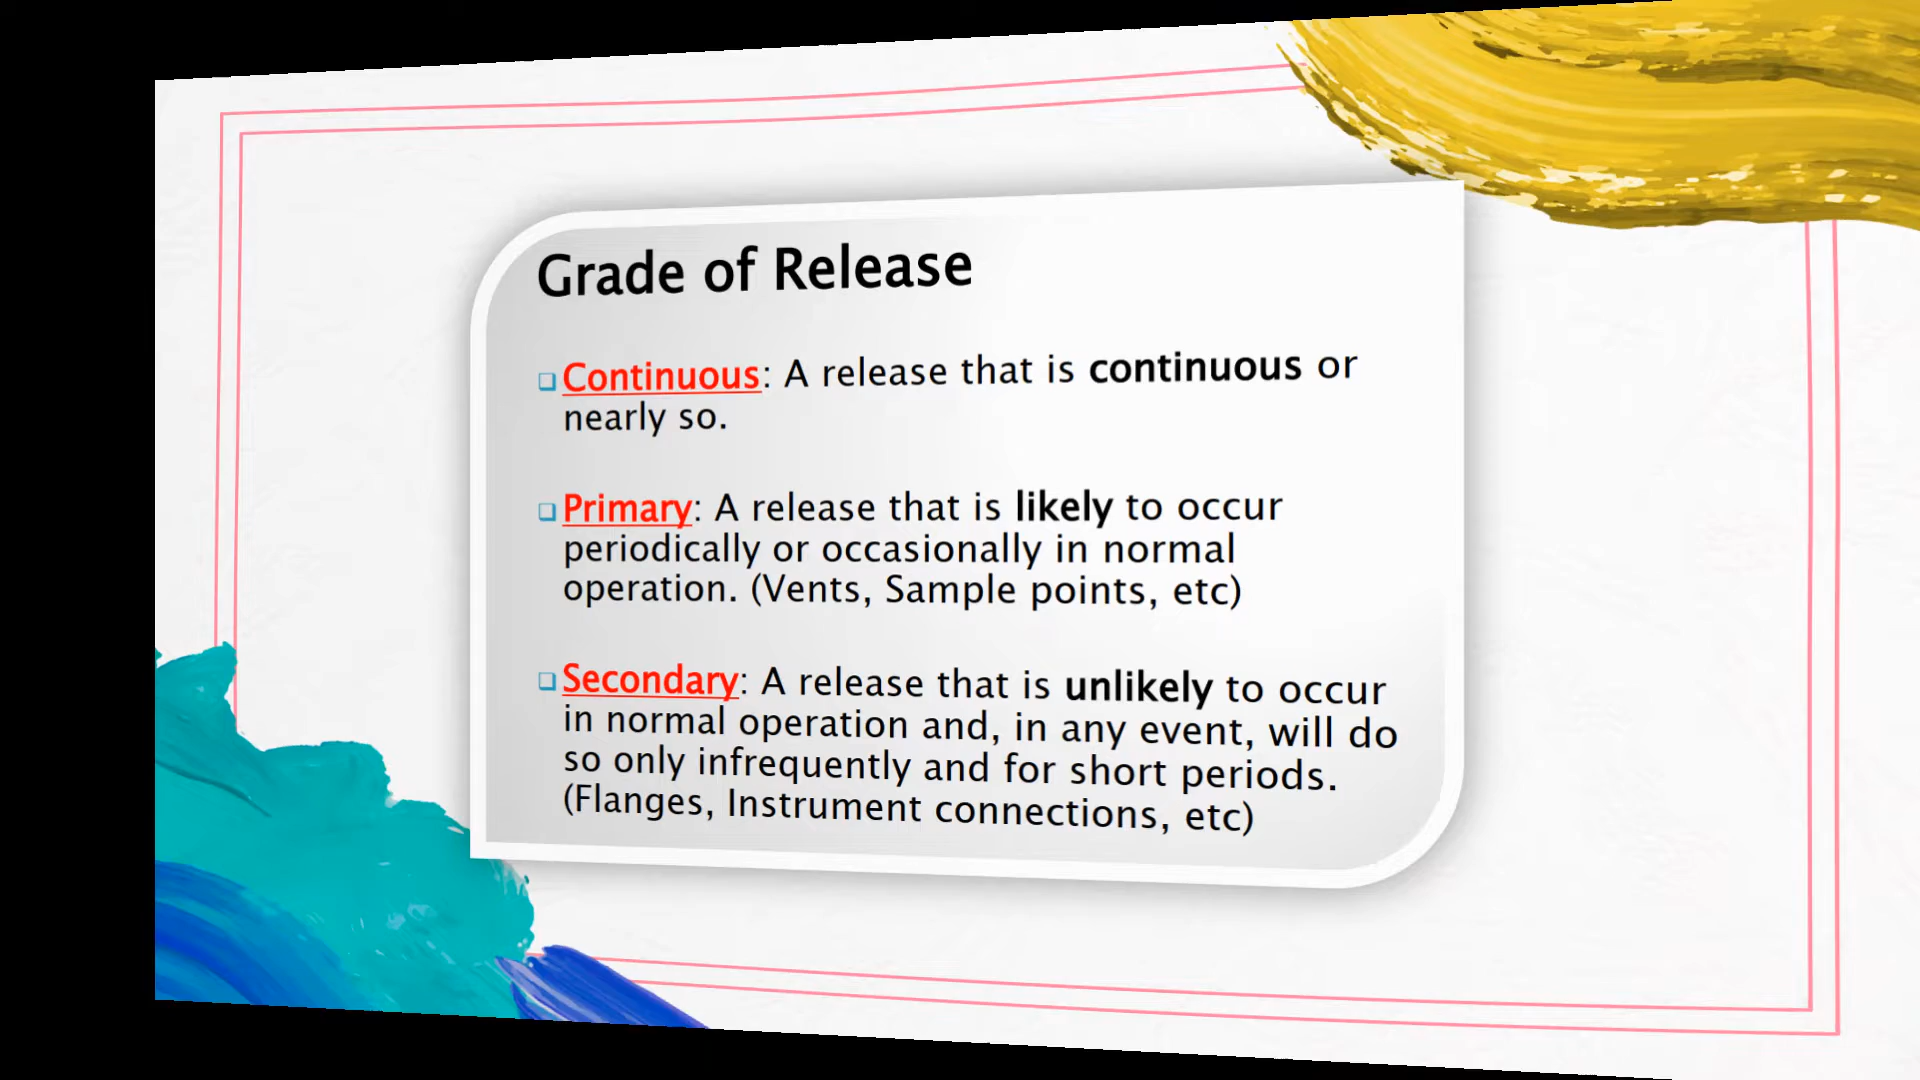 Grade of Release
Continuous: A release that is continuous or
nearly so.
Primary: A release that is likely to occur
periodically or occasionally in normal
operation. (Vents, Sample points, etc)
Secondary: A release that is unlikely to occur
in normal operation and, in any event, will do
so only infrequently and for short periods.
(Flanges, Instrument connections, etc)